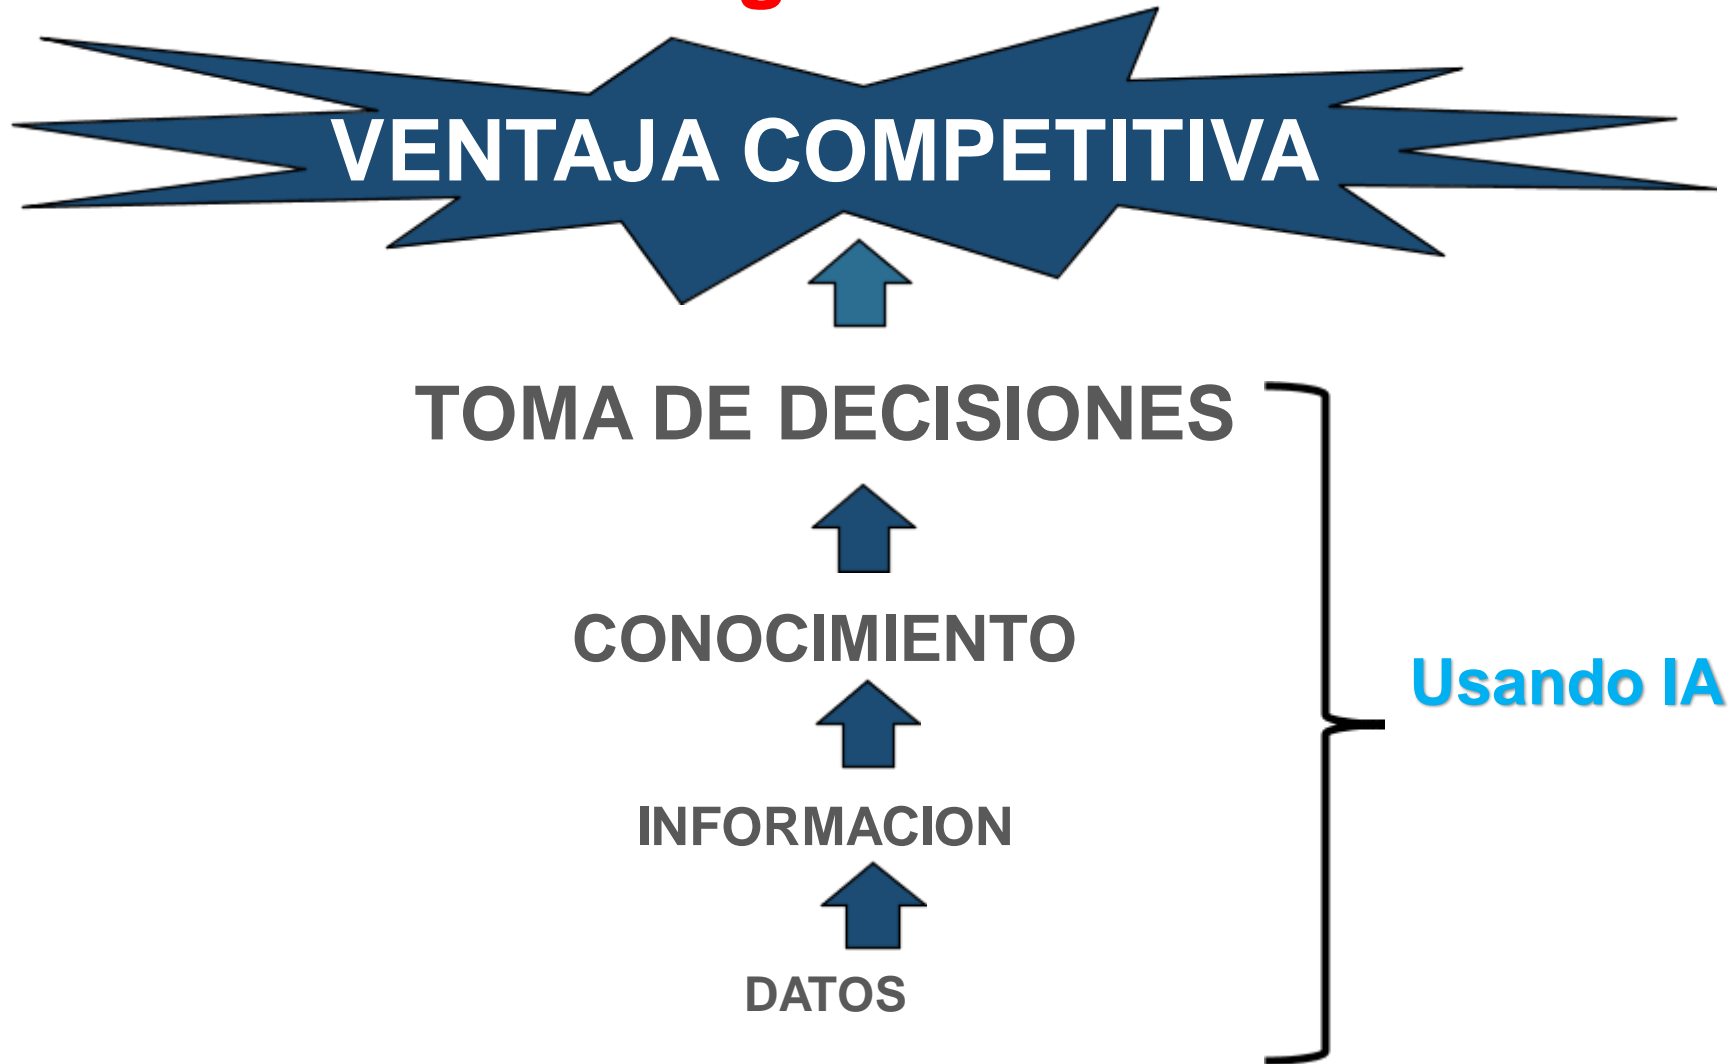 VENTAJA COMPETITIVA
TOMA DE DECISIONES
CONOCIMIENTO
Usando IA
INFORMACION
DATOS